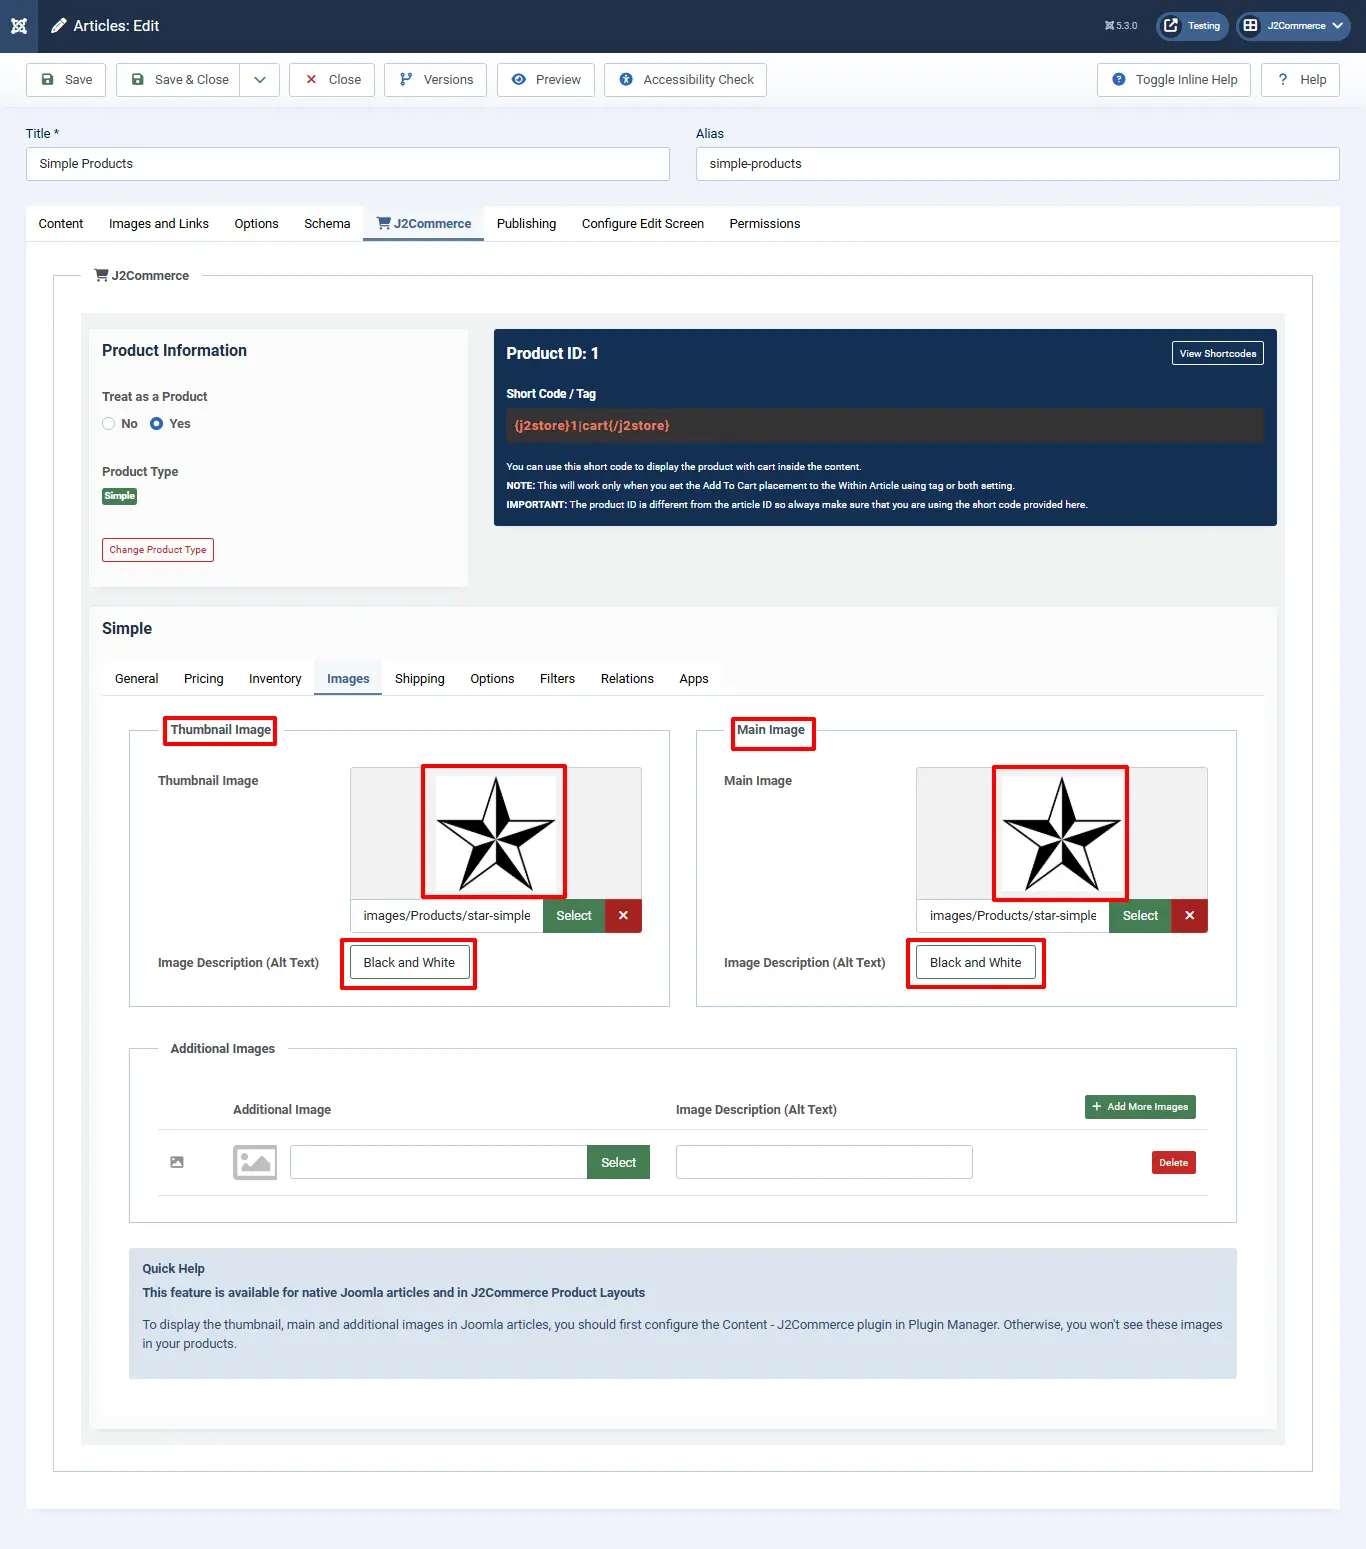 Articles: Edit
5.3.0
Testing
J2Commerce
Save
Save & Close
Close
Versions
Preview
Accessibility Check
Toggle Inline Help
? Help
Title *
Alias
Simple Products
simple-products
Content
Images and Links
Options
Schema
J2Commerce
Publishing
Configure Edit Screen
Permissions
J2Commerce
Product Information
Treat as a Product
No
Yes
Product Type
Simple
Change Product Type
Product ID: 1
View Shortcodes
Short Code / Tag
{j2store}1|cart{/j2store}
You can use this short code to display the product with cart inside the content.
NOTE: This will work only when you set the Add To Cart placement to the Within Article using tag or both setting.
IMPORTANT: The product ID is different from the article ID so always make sure that you are using the short code provided here.
Simple
General
Pricing
Inventory
Images
Shipping
Options
Filters
Relations
Apps
Thumbnail Image
Thumbnail Image
images/Products/star-simple
Select
Image Description (Alt Text)
Black and White
Main Image
Main Image
images/Products/star-simple
Select
Image Description (Alt Text)
Black and White
Additional Images
Additional Image
Image Description (Alt Text)
+ Add More Images
Select
Delete
Quick Help
This feature is available for native Joomla articles and in J2Commerce Product Layouts
To display the thumbnail, main and additional images in Joomla articles, you should first configure the Content - J2Commerce plugin in Plugin Manager. Otherwise, you won't see these images
in your products.